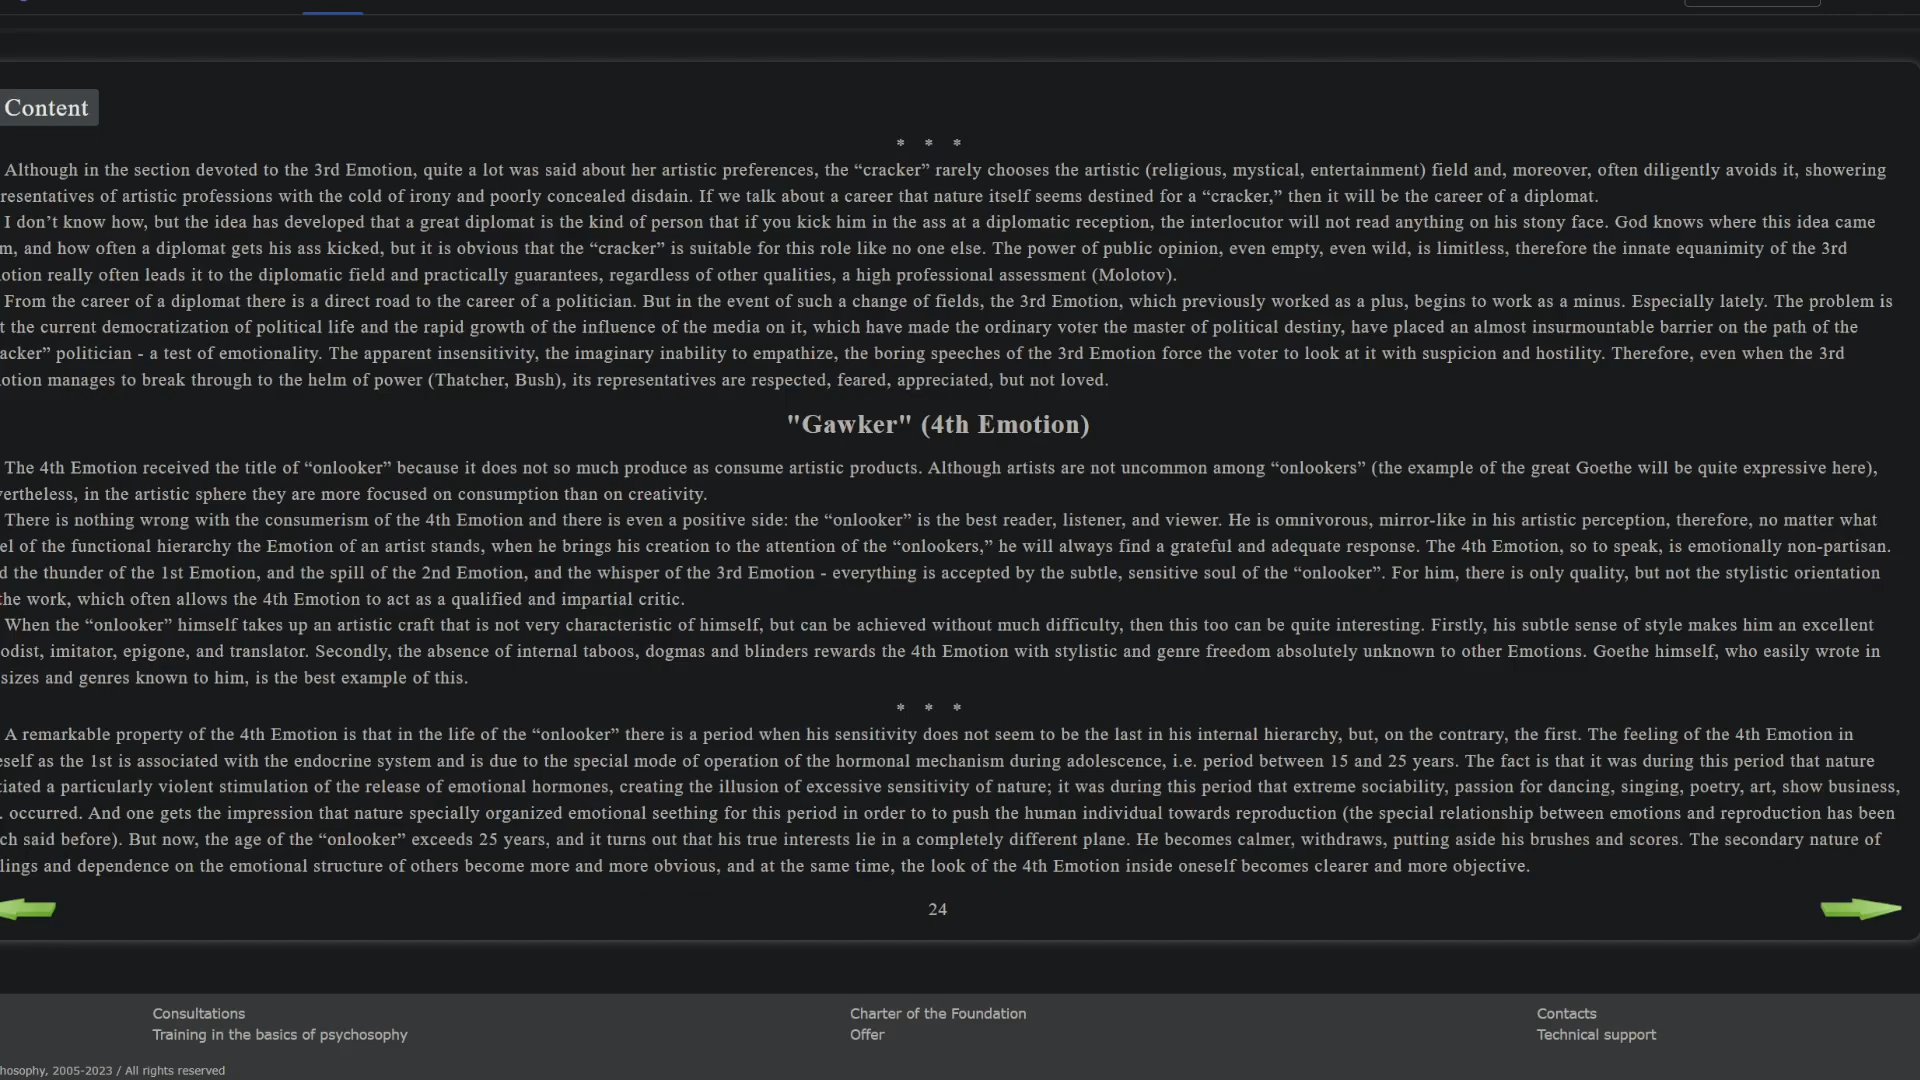 Content
* * *
Although in the section devoted to the 3rd Emotion, quite a lot was said about her artistic preferences, the “cracker” rarely chooses the artistic (religious, mystical, entertainment) field and, moreover, often diligently avoids it, showering
resentatives of artistic professions with the cold of irony and poorly concealed disdain. If we talk about a career that nature itself seems destined for a “cracker,” then it will be the career of a diplomat.
I don’t know how, but the idea has developed that a great diplomat is the kind of person that if you kick him in the ass at a diplomatic reception, the interlocutor will not read anything on his stony face. God knows where this idea came
m, and how often a diplomat gets his ass kicked, but it is obvious that the “cracker” is suitable for this role like no one else. The power of public opinion, even empty, even wild, is limitless, therefore the innate equanimity of the 3rd
otion really often leads it to the diplomatic field and practically guarantees, regardless of other qualities, a high professional assessment (Molotov).
From the career of a diplomat there is a direct road to the career of a politician. But in the event of such a change of fields, the 3rd Emotion, which previously worked as a plus, begins to work as a minus. Especially lately. The problem is
t the current democratization of political life and the rapid growth of the influence of the media on it, which have made the ordinary voter the master of political destiny, have placed an almost insurmountable barrier on the path of the
acker” politician - a test of emotionality. The apparent insensitivity, the imaginary inability to empathize, the boring speeches of the 3rd Emotion force the voter to look at it with suspicion and hostility. Therefore, even when the 3rd
otion manages to break through to the helm of power (Thatcher, Bush), its representatives are respected, feared, appreciated, but not loved.
"Gawker" (4th Emotion)
The 4th Emotion received the title of “onlooker” because it does not so much produce as consume artistic products. Although artists are not uncommon among “onlookers” (the example of the great Goethe will be quite expressive here),
vertheless, in the artistic sphere they are more focused on consumption than on creativity.
There is nothing wrong with the consumerism of the 4th Emotion and there is even a positive side: the “onlooker” is the best reader, listener, and viewer. He is omnivorous, mirror-like in his artistic perception, therefore, no matter what
el of the functional hierarchy the Emotion of an artist stands, when he brings his creation to the attention of the “onlookers,” he will always find a grateful and adequate response. The 4th Emotion, so to speak, is emotionally non-partisan.
d the thunder of the 1st Emotion, and the spill of the 2nd Emotion, and the whisper of the 3rd Emotion - everything is accepted by the subtle, sensitive soul of the “onlooker”. For him, there is only quality, but not the stylistic orientation
the work, which often allows the 4th Emotion to act as a qualified and impartial critic.
When the “onlooker” himself takes up an artistic craft that is not very characteristic of himself, but can be achieved without much difficulty, then this too can be quite interesting. Firstly, his subtle sense of style makes him an excellent
odist, imitator, epigone, and translator. Secondly, the absence of internal taboos, dogmas and blinders rewards the 4th Emotion with stylistic and genre freedom absolutely unknown to other Emotions. Goethe himself, who easily wrote in
sizes and genres known to him, is the best example of this.
* * *
A remarkable property of the 4th Emotion is that in the life of the “onlooker” there is a period when his sensitivity does not seem to be the last in his internal hierarchy, but, on the contrary, the first. The feeling of the 4th Emotion in
eself as the 1st is associated with the endocrine system and is due to the special mode of operation of the hormonal mechanism during adolescence, i.e. period between 15 and 25 years. The fact is that it was during this period that nature
iated a particularly violent stimulation of the release of emotional hormones, creating the illusion of excessive sensitivity of nature; it was during this period that extreme sociability, passion for dancing, singing, poetry, art, show business,
. occurred. And one gets the impression that nature specially organized emotional seething for this period in order to to push the human individual towards reproduction (the special relationship between emotions and reproduction has been
ch said before). But now, the age of the “onlooker” exceeds 25 years, and it turns out that his true interests lie in a completely different plane. He becomes calmer, withdraws, putting aside his brushes and scores. The secondary nature of
lings and dependence on the emotional structure of others become more and more obvious, and at the same time, the look of the 4th Emotion inside oneself becomes clearer and more objective.
24
Consultations
Charter of the Foundation
Contacts
Training in the basics of psychosophy
Offer
Technical support
hosophy, 2005-2023 / All rights reserved